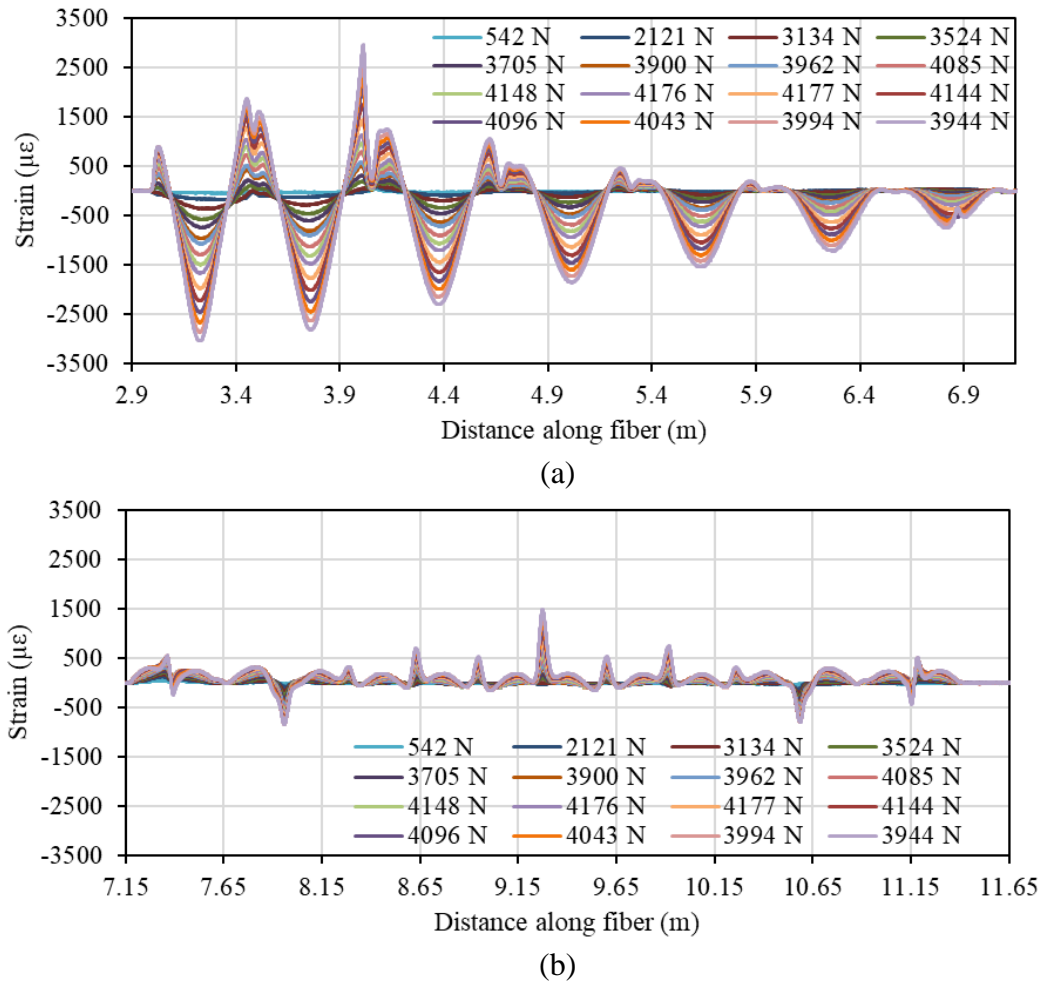 3500
2500
1500
500
-500
-1500
-2500
-3500
Strain (µε)
542 N 2121 N 3134 N 3524 N
3705 N 3900 N 3962 N 4085 N
4148 N 4176 N 4177 N 4144 N
4096 N 4043 N 3994 N 3944 N
2.9 3.4 3.9 4.4 4.9 5.4 5.9 6.4 6.9
Distance along fiber (m)
(a)
3500
2500
1500
500
-500
-1500
-2500
-3500
Strain (µε)
542 N 2121 N 3134 N 3524 N
3705 N 3900 N 3962 N 4085 N
4148 N 4176 N 4177 N 4144 N
4096 N 4043 N 3994 N 3944 N
7.15 7.65 8.15 8.65 9.15 9.65 10.15 10.65 11.15 11.65
Distance along fiber (m)
(b)